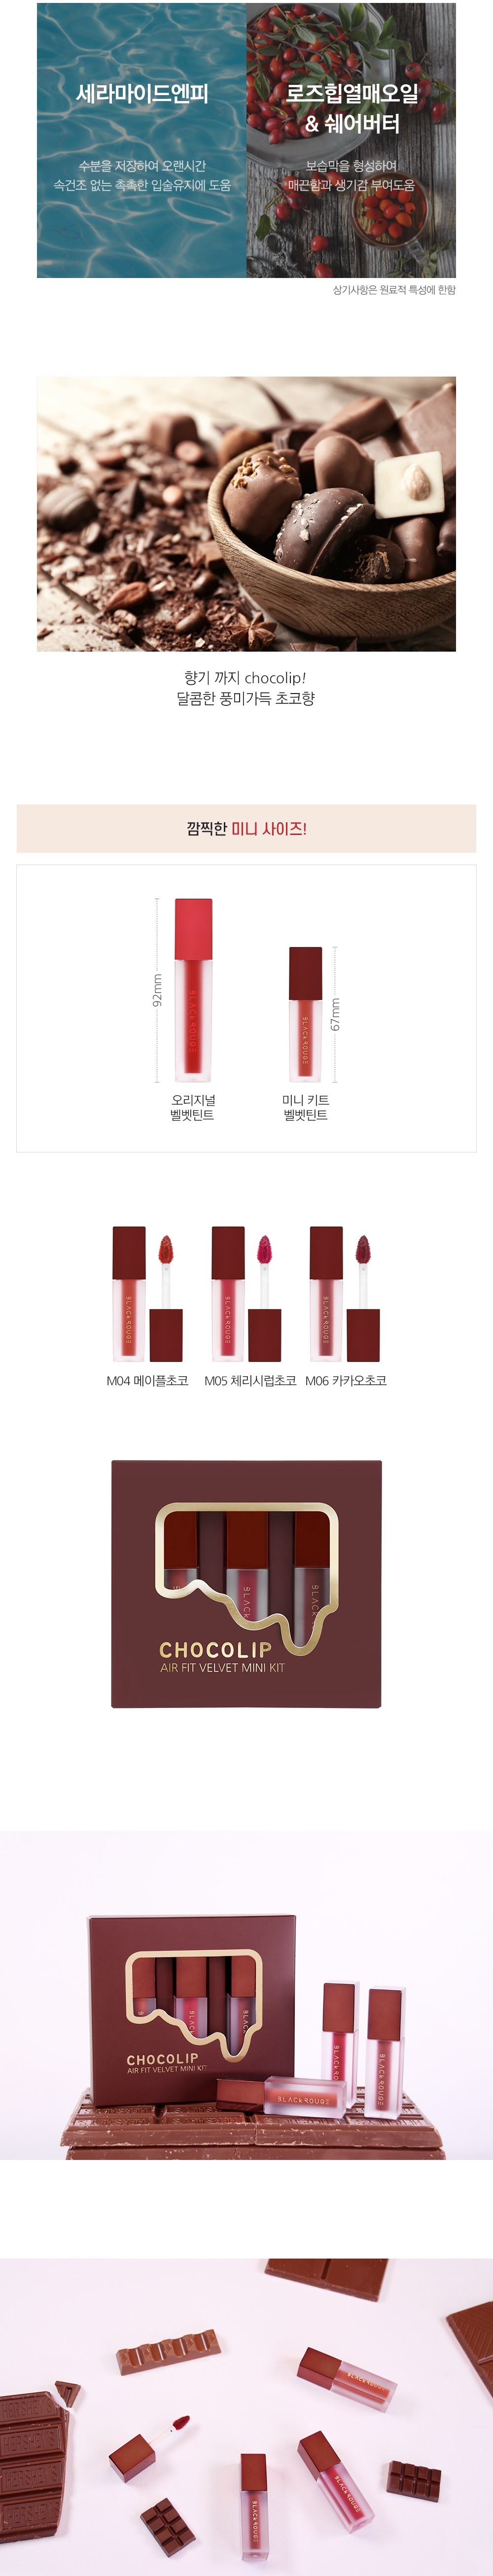 세라마이드엔피
수분을 저장하여 오랜시간
속건조 없는 촉촉한 입술유지에 도움
로즈힙열매오일
& 쉐어버터
보습막을 형성하여
매끈함과 생기감 부여도움
상기사항은 원료적 특성에 한함
향기 까지 chocolip!
달콤한 풍미가득 초코향
깜찍한 미니 사이즈!
92mm
BLACK ROUGE
67mm
BLACK ROUGE
오리지널
벨벳틴트
미니 키트
벨벳틴트
BLACK ROUGE
BLACK ROUGE
BLACK ROUGE
M04 메이플초코
M05 체리시럽초코
M06 카카오초코
CHOCOLIP
AIR FIT VELVET MINI KIT
CHOCOLIP
AIR FIT VELVET MINI KIT
BLACK ROUGE
BLACK ROUGE
BLACK ROUGE
BLACK ROUGE
BLACK ROUGE
BLACK ROUGE